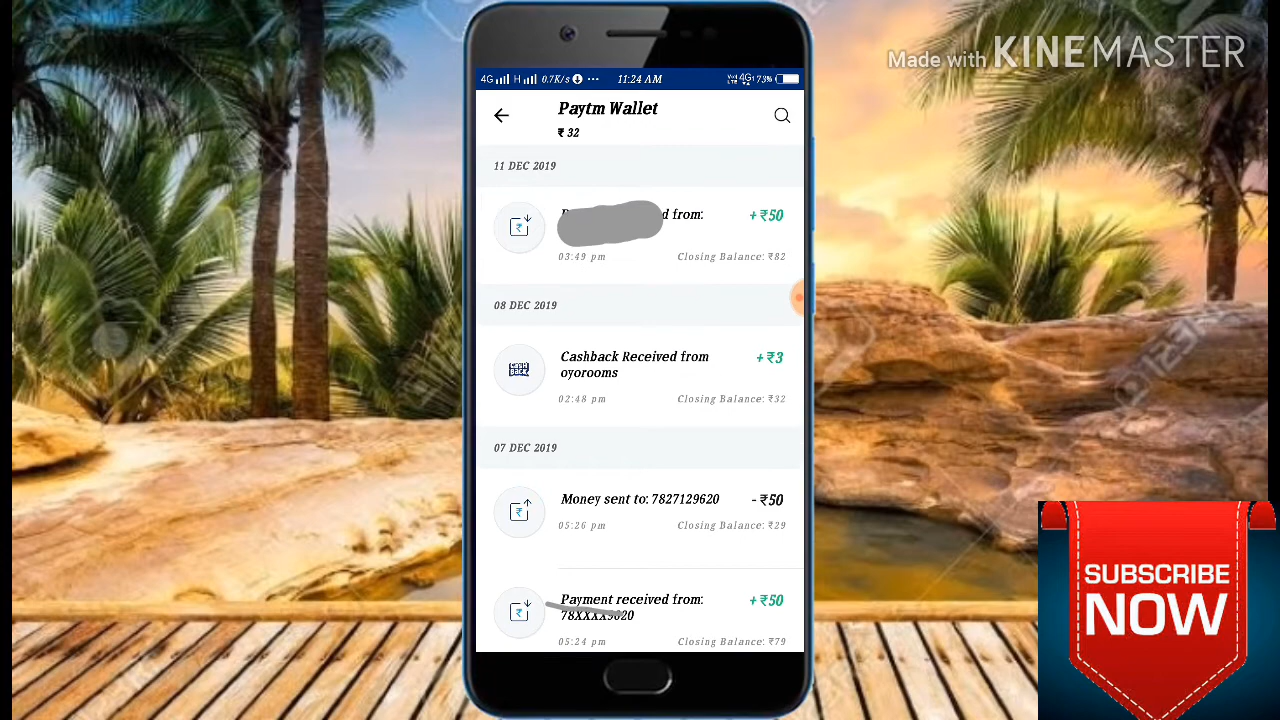 Made with KINEMASTER
4G H 0.7K/s ... 11:24 AM 4G 73%
Paytm Wallet
₹ 32
11 DEC 2019
d from:
+ ₹50
03:49 pm
Closing Balance: ₹82
08 DEC 2019
Cashback Received from
oyorooms
+ ₹3
02:48 pm
Closing Balance: ₹32
07 DEC 2019
Money sent to: 7827129620
- ₹50
05:26 pm
Closing Balance: ₹29
Payment received from:
78XXXX9620
+ ₹50
05:24 pm
Closing Balance: ₹79
SUBSCRIBE
NOW